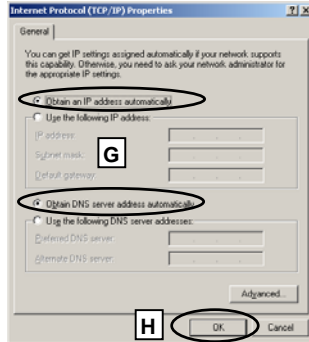 Internet Protocol (TCP/IP) Properties
General
You can get IP settings assigned automatically if your network supports
this capability. Otherwise, you need to ask your network administrator for
the appropriate IP settings.
Obtain an IP address automatically
Use the following IP address:
IP address:
Subnet mask:
G
Default gateway:
Obtain DNS server address automatically
Use the following DNS server addresses:
Preferred DNS server:
Alternate DNS server:
Advanced...
H
OK
Cancel